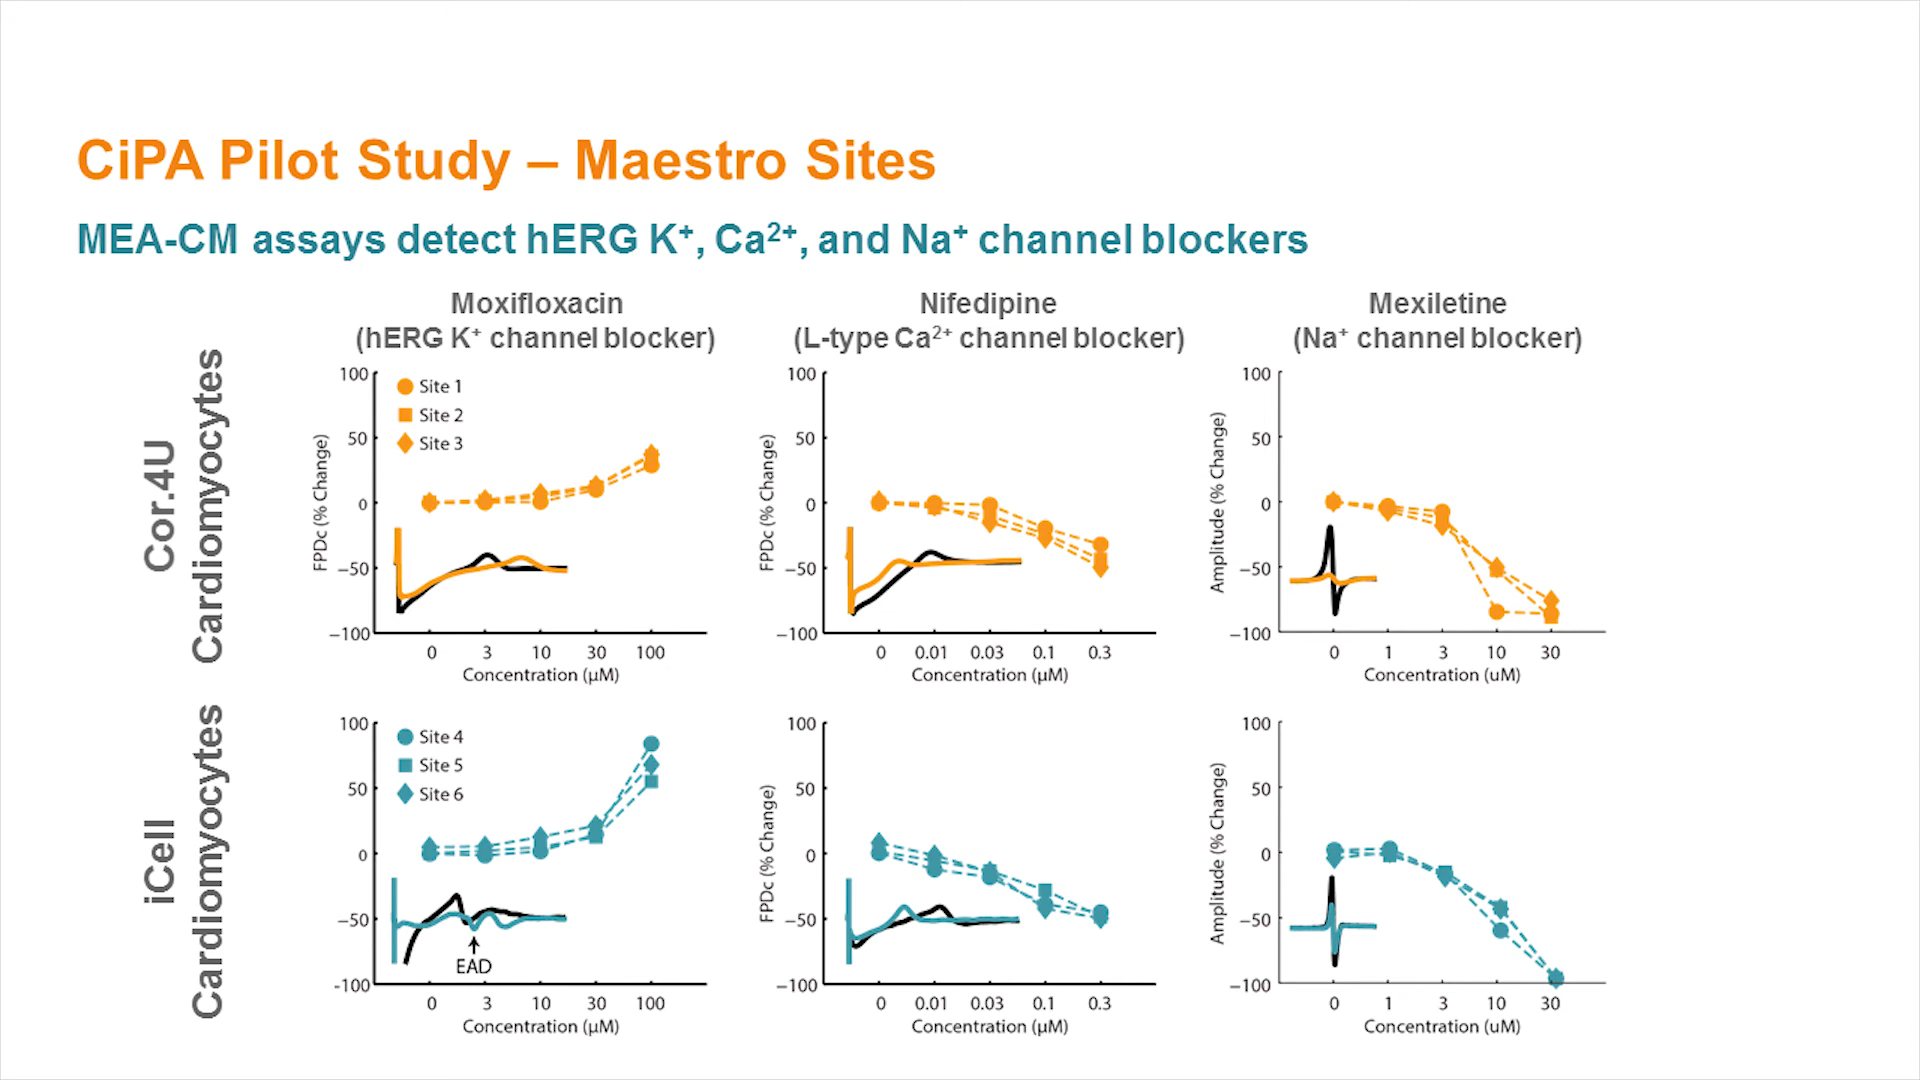 CiPA Pilot Study – Maestro Sites
MEA-CM assays detect hERG K⁺, Ca²⁺, and Na⁺ channel blockers
Moxifloxacin
(hERG K⁺ channel blocker)
Nifedipine
(L-type Ca²⁺ channel blocker)
Mexiletine
(Na⁺ channel blocker)
Cor.4U
Cardiomyocytes
FPDc (% Change)
100
50
0
−50
−100
Site 1
Site 2
Site 3
0 3 10 30 100
Concentration (µM)
FPDc (% Change)
100
50
0
−50
−100
0 0.01 0.03 0.1 0.3
Concentration (µM)
Amplitude (% Change)
100
50
0
−50
−100
0 1 3 10 30
Concentration (uM)
iCell
Cardiomyocytes
FPDc (% Change)
100
50
0
−50
-100
Site 4
Site 5
Site 6
EAD
0 3 10 30 100
Concentration (µM)
FPDc (% Change)
100
50
0
−50
−100
0 0.01 0.03 0.1 0.3
Concentration (µM)
Amplitude (% Change)
100
50
0
−50
−100
0 1 3 10 30
Concentration (uM)